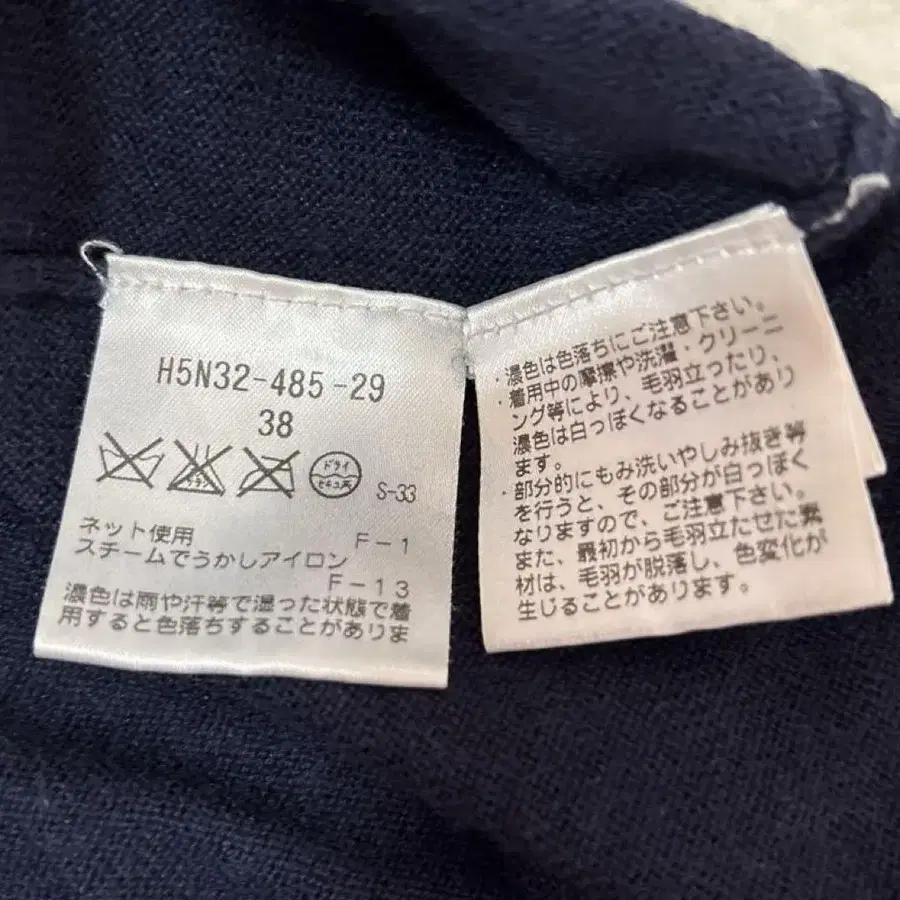 H5N32-485-29
38
ドライ
セキユ系
S-33
ネット使用 F-1
スチームでうかしアイロン
F-13
濃色は雨や汗等で湿った状態で着
用すると色落ちすることがありま
・濃色は色落ちにご注意下さい。
・着用中の摩擦や洗濯・クリーニ
ング等により、毛羽立ったり、
濃色は白っぽくなることがあり
ます。
・部分的にもみ洗いやしみ抜き等
を行うと、その部分が白っぽく
なりますので、ご注意下さい。
また、最初から毛羽立たせた素
材は、毛羽が脱落し、色変化が
生じることがあります。